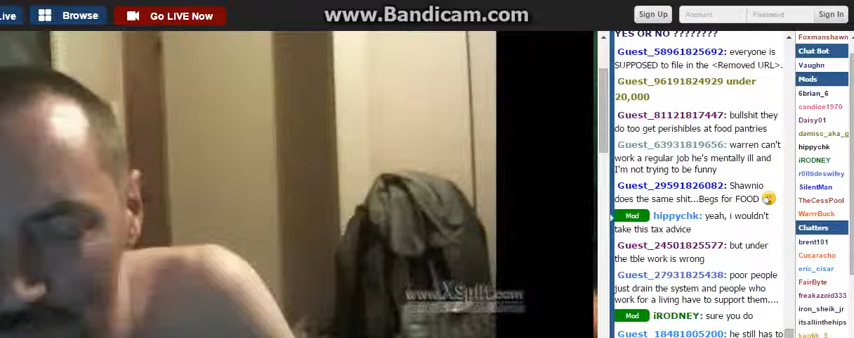 Live
Browse
Go LIVE Now
www.Bandicam.com
Sign Up
Account
Password
Sign In
YES OR NO ????????
Guest_58961825692: everyone is
SUPPOSED to file in the <Removed URL>.
Guest_96191824929 under
20,000
Guest_81121817447: bullshit they
do too get perishibles at food pantries
Guest_63931819656: warren can't
work a regular job he's mentally ill and
I'm not trying to be funny
Guest_29591826082: Shawnio
does the same shit...Begs for FOOD
Mod hippychk: yeah, i wouldn't
take this tax advice
Guest_24501825577: but under
the tble work is wrong
Guest_27931825438: poor people
just drain the system and people who
work for a living have to support them....
Mod iRODNEY: sure you do
Guest_18481805200: he still has to
Foxmanshawn
Chat Bot
Vaughn
Mods
6brian_6
candice1970
Daisy01
damisc_aka_g
hippychk
iRODNEY
r0lltideswifey
SilentMan
TheCessPool
WarrrBuck
Chatters
brent101
Cucaracho
eric_cisar
FairByte
freakazoid333
iron_sheik_jr
itsallinthehips
kaotik_5
www.XSplit.com